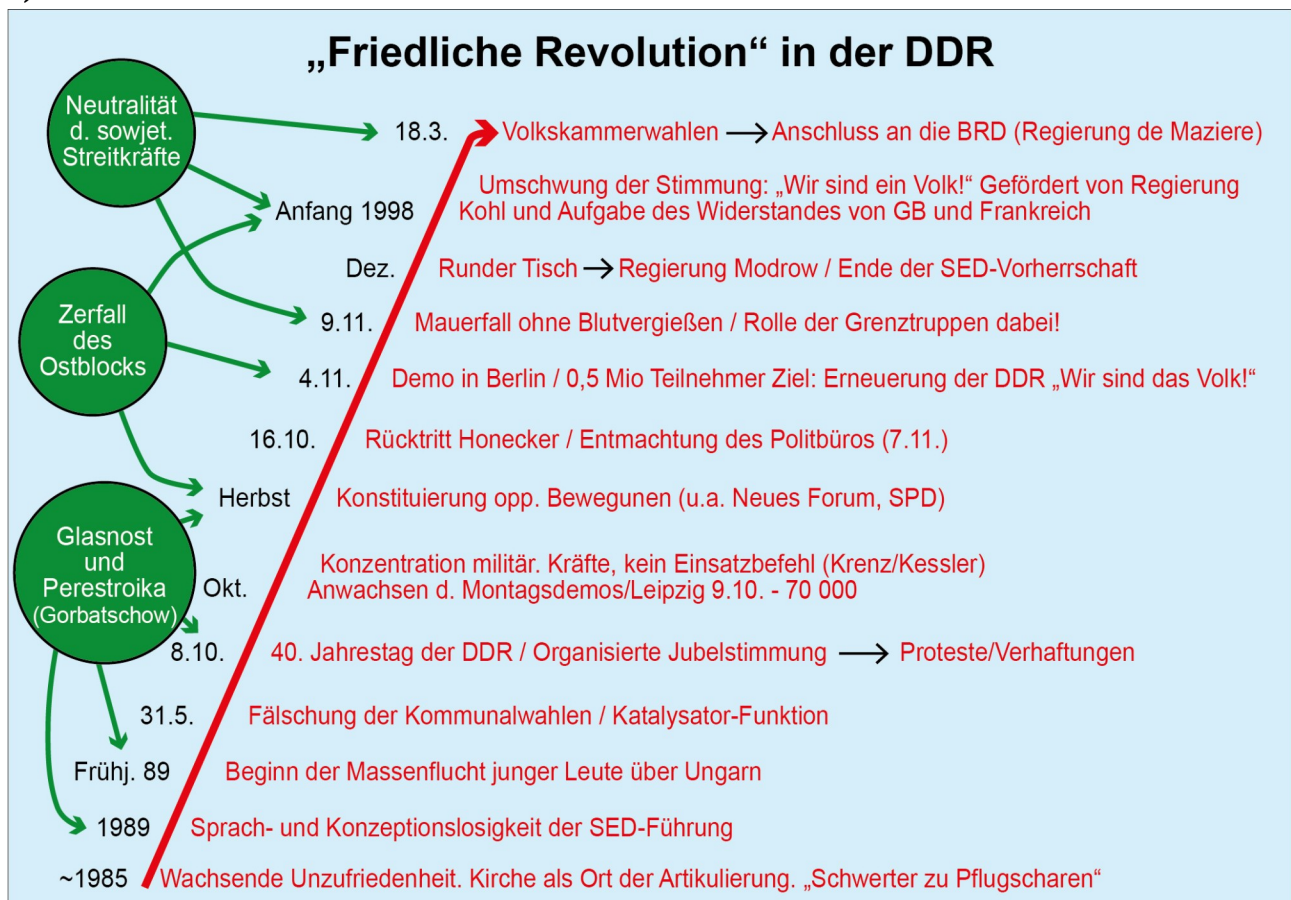 „Friedliche Revolution“ in der DDR
Neutralität
d. sowjet.
Streitkräfte
18.3. Volkskammerwahlen → Anschluss an die BRD (Regierung de Maziere)
Umschwung der Stimmung: „Wir sind ein Volk!“ Gefördert von Regierung
Anfang 1998 Kohl und Aufgabe des Widerstandes von GB und Frankreich
Dez. Runder Tisch → Regierung Modrow / Ende der SED-Vorherrschaft
Zerfall
des
Ostblocks
9.11. Mauerfall ohne Blutvergießen / Rolle der Grenztruppen dabei!
4.11. Demo in Berlin / 0,5 Mio Teilnehmer Ziel: Erneuerung der DDR „Wir sind das Volk!“
16.10. Rücktritt Honecker / Entmachtung des Politbüros (7.11.)
Herbst Konstituierung opp. Bewegunen (u.a. Neues Forum, SPD)
Glasnost
und
Perestroika
(Gorbatschow)
Konzentration militär. Kräfte, kein Einsatzbefehl (Krenz/Kessler)
Okt. Anwachsen d. Montagsdemos/Leipzig 9.10. - 70 000
8.10. 40. Jahrestag der DDR / Organisierte Jubelstimmung → Proteste/Verhaftungen
31.5. Fälschung der Kommunalwahlen / Katalysator-Funktion
Frühj. 89 Beginn der Massenflucht junger Leute über Ungarn
1989 Sprach- und Konzeptionslosigkeit der SED-Führung
~1985 Wachsende Unzufriedenheit. Kirche als Ort der Artikulierung. „Schwerter zu Pflugscharen“